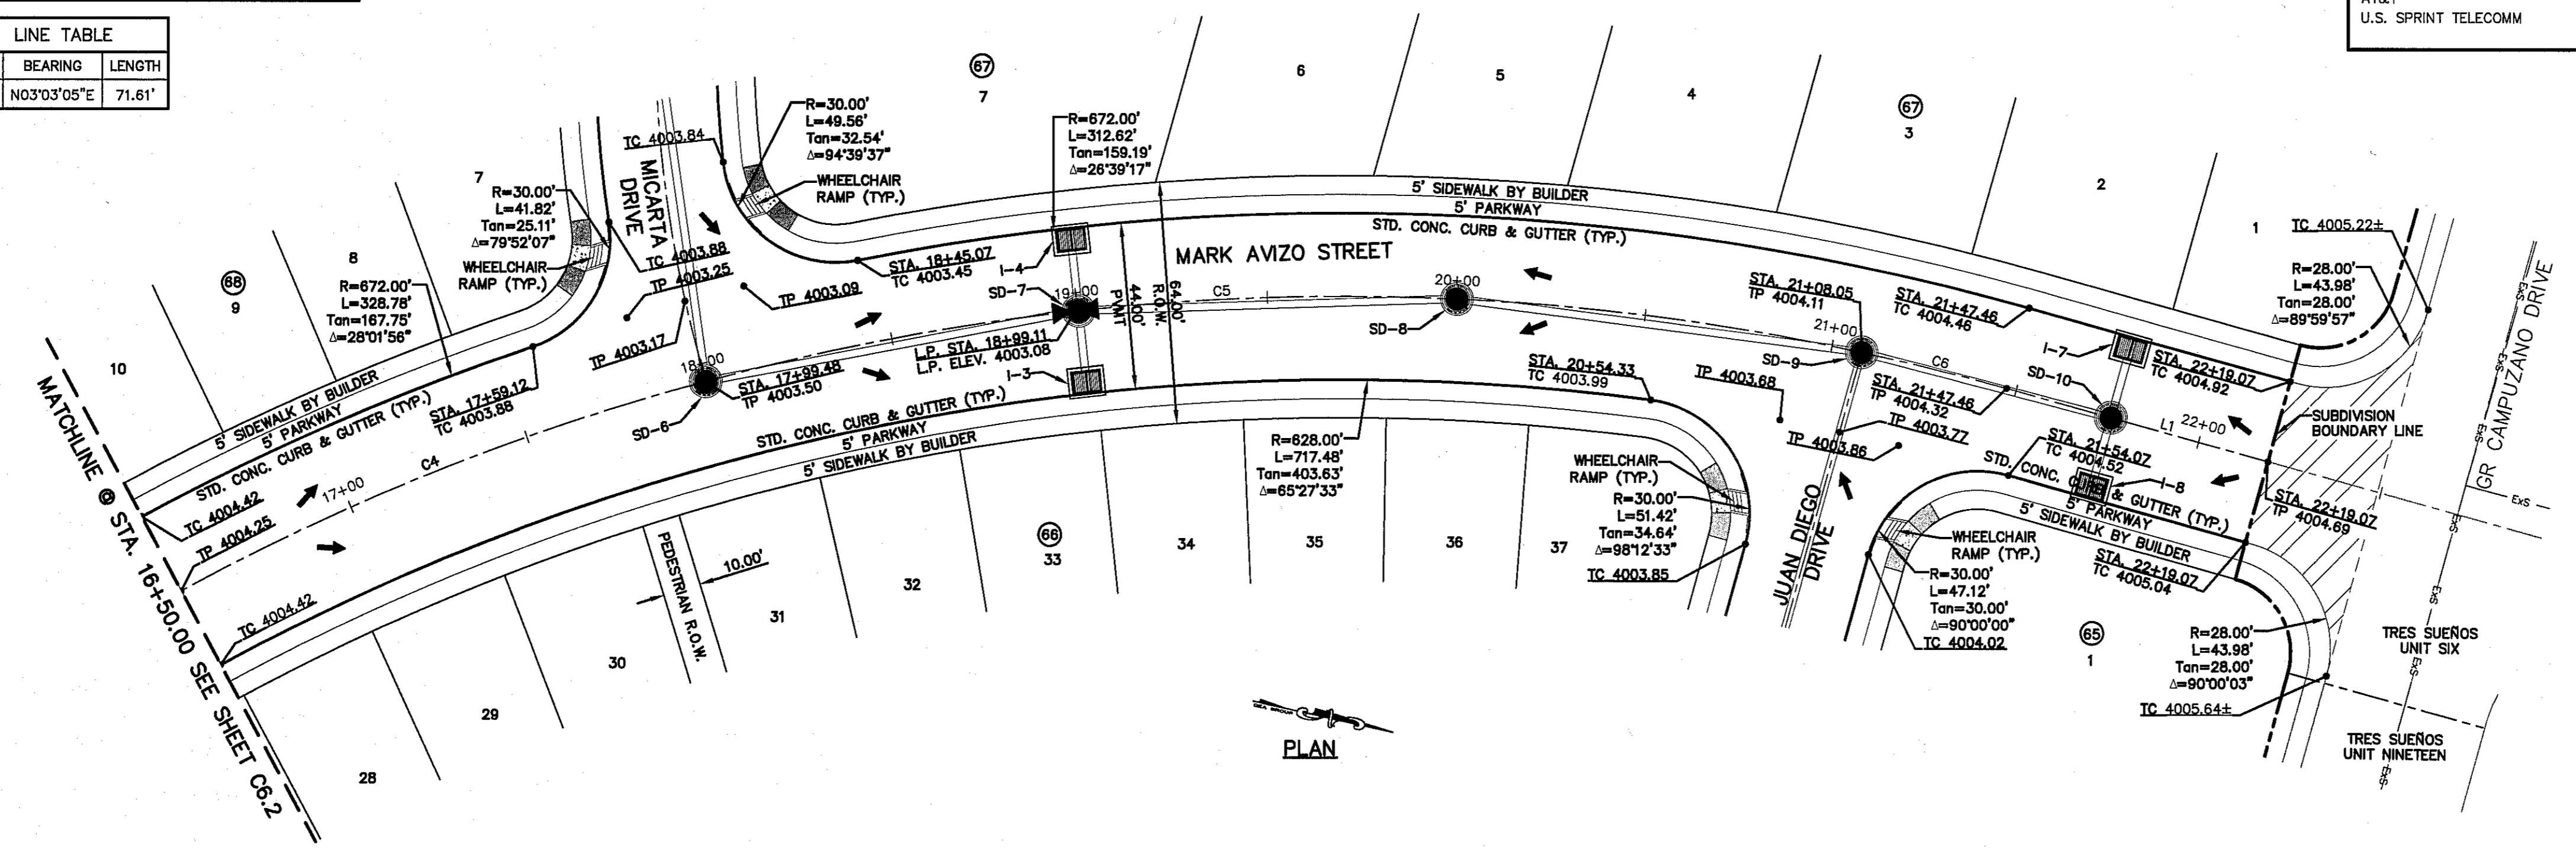 LINE TABLE
BEARING LENGTH
N03°03'05"E 71.61'
U.S. SPRINT TELECOMM
67
7
6
5
4
67
3
2
1
R=30.00'
L=49.56'
Tan=32.54'
Δ=94°39'37"
WHEELCHAIR
RAMP (TYP.)
TC 4003.84
MICARTA
DRIVE
R=672.00'
L=312.62'
Tan=159.19'
Δ=26°39'17"
7
R=30.00'
L=41.82'
Tan=25.11'
Δ=79°52'07"
WHEELCHAIR
RAMP (TYP.)
TC 4003.88
TP 4003.25
TP 4003.09
TP 4003.17
8
68
9
10
R=672.00'
L=328.78'
Tan=167.75'
Δ=28°01'56"
STA. 17+59.12
TC 4003.88
STA. 18+45.07
TC 4003.45
I-4
SD-7
19+00
5' SIDEWALK BY BUILDER
5' PARKWAY
STD. CONC. CURB & GUTTER (TYP.)
MARK AVIZO STREET
64.00'
R.O.W.
44.00'
PVMT
C5
20+00
SD-8
L.P. STA. 18+99.11
L.P. ELEV. 4003.08
I-3
18+00
STA. 17+99.48
TP 4003.50
SD-6
5' SIDEWALK BY BUILDER
5' PARKWAY
STD. CONC. CURB & GUTTER (TYP.)
C4
17+00
TC 4004.42
TP 4004.25
TC 4004.42
MATCHLINE @ STA. 16+50.00 SEE SHEET C6.2
STD. CONC. CURB & GUTTER (TYP.)
5' PARKWAY
5' SIDEWALK BY BUILDER
PEDESTRIAN R.O.W.
10.00'
28
29
30
31
32
66
33
34
35
36
37
R=628.00'
L=717.48'
Tan=403.63'
Δ=65°27'33"
STA. 20+54.33
TC 4003.99
STA. 21+08.05
TP 4004.11
21+00
SD-9
STA. 21+47.46
TC 4004.46
C6
STA. 21+47.46
TP 4004.32
TP 4003.68
TP 4003.77
TP 4003.86
WHEELCHAIR
RAMP (TYP.)
R=30.00'
L=51.42'
Tan=34.64'
Δ=98°12'33"
TC 4003.85
JUAN DIEGO
DRIVE
WHEELCHAIR
RAMP (TYP.)
R=30.00'
L=47.12'
Tan=30.00'
Δ=90°00'00"
TC 4004.02
I-7
SD-10
L1
22+00
STA. 22+19.07
TC 4004.92
STA. 21+54.07
TC 4004.52
I-8
STD. CONC. CURB & GUTTER (TYP.)
5' PARKWAY
5' SIDEWALK BY BUILDER
STA. 22+19.07
TC 5005.04
STA. 22+19.07
TP 4004.69
TC 4005.22±
R=28.00'
L=43.98'
Tan=28.00'
Δ=89°59'57"
SUBDIVISION
BOUNDARY LINE
GR CAMPUZANO DRIVE
ExS
ExS
ExS
ExS
ExS
ExS
ExS
ExS
ExS
65
1
R=28.00'
L=43.98'
Tan=28.00'
Δ=90°00'03"
TC 4005.64±
TRES SUEÑOS
UNIT SIX
TRES SUEÑOS
UNIT NINETEEN
PLAN